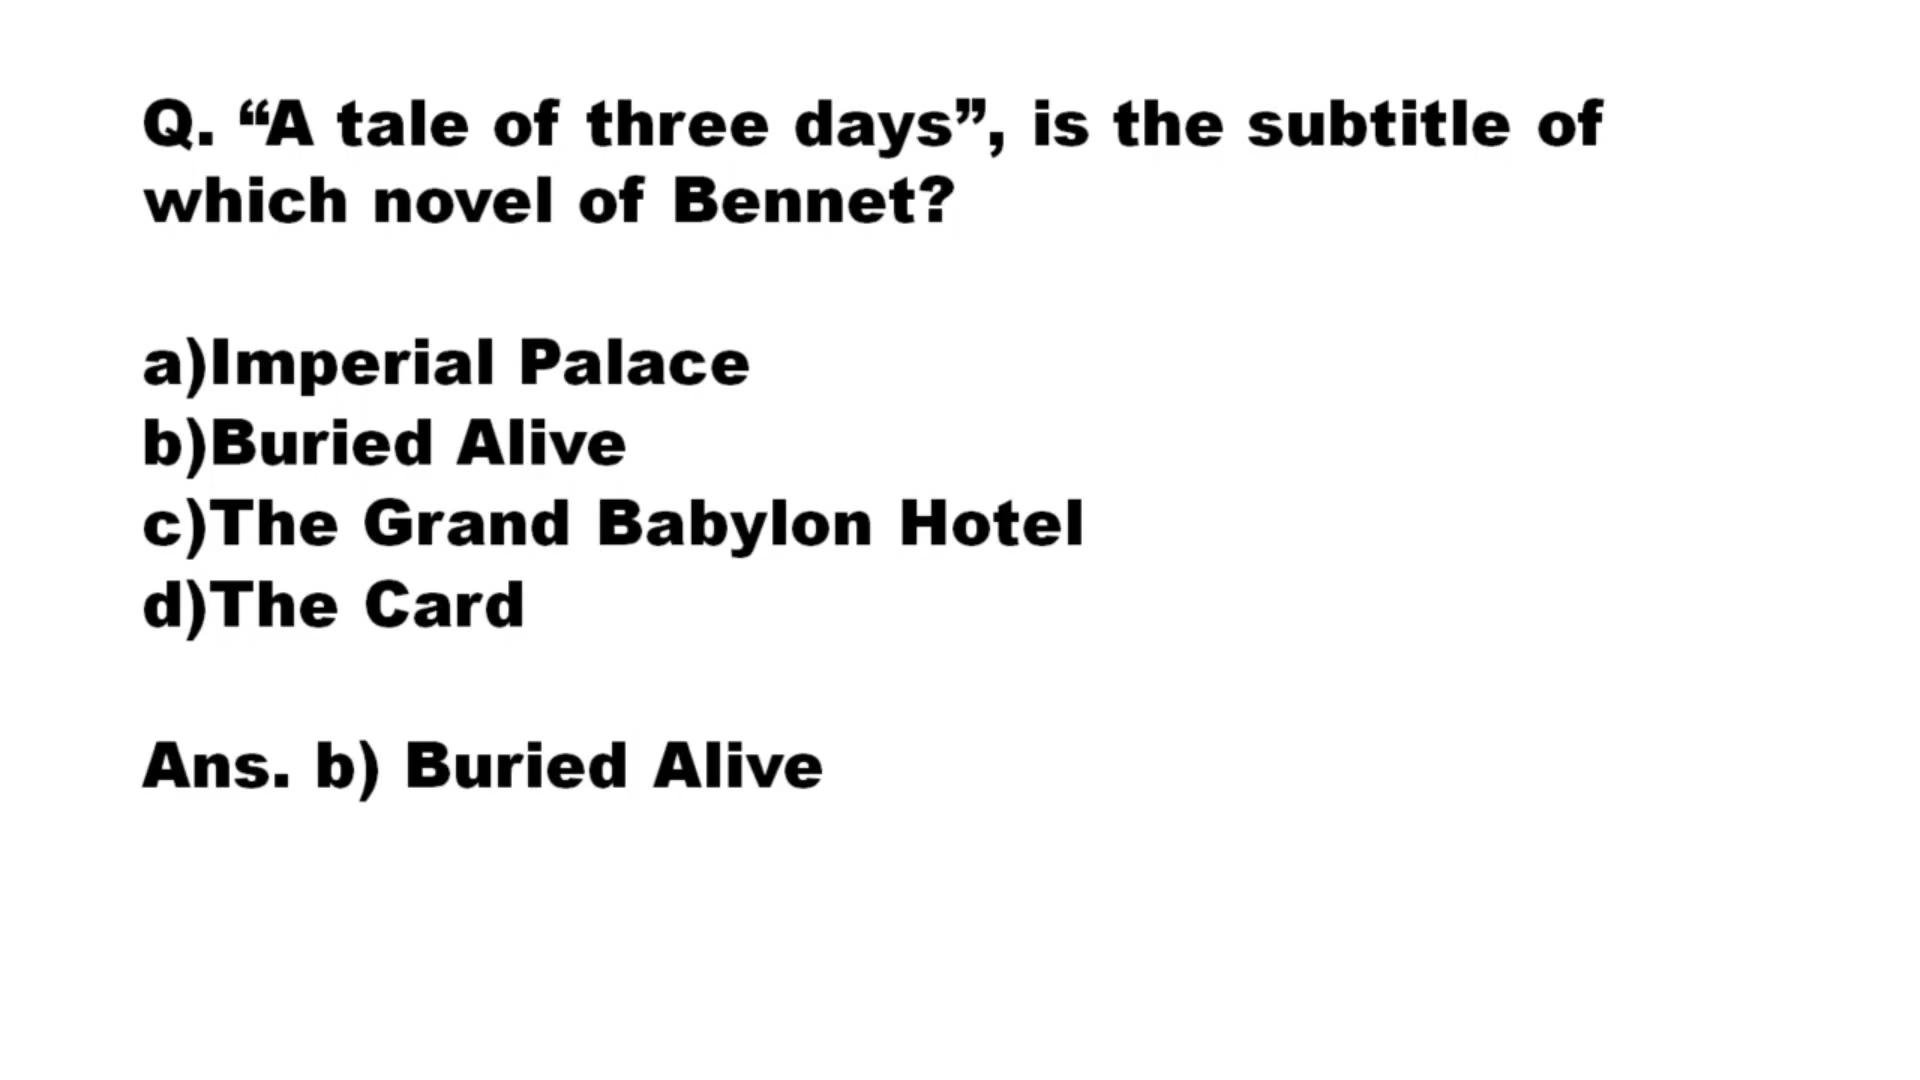 Q. “A tale of three days”, is the subtitle of
which novel of Bennet?
a)Imperial Palace
b)Buried Alive
c)The Grand Babylon Hotel
d)The Card
Ans. b) Buried Alive